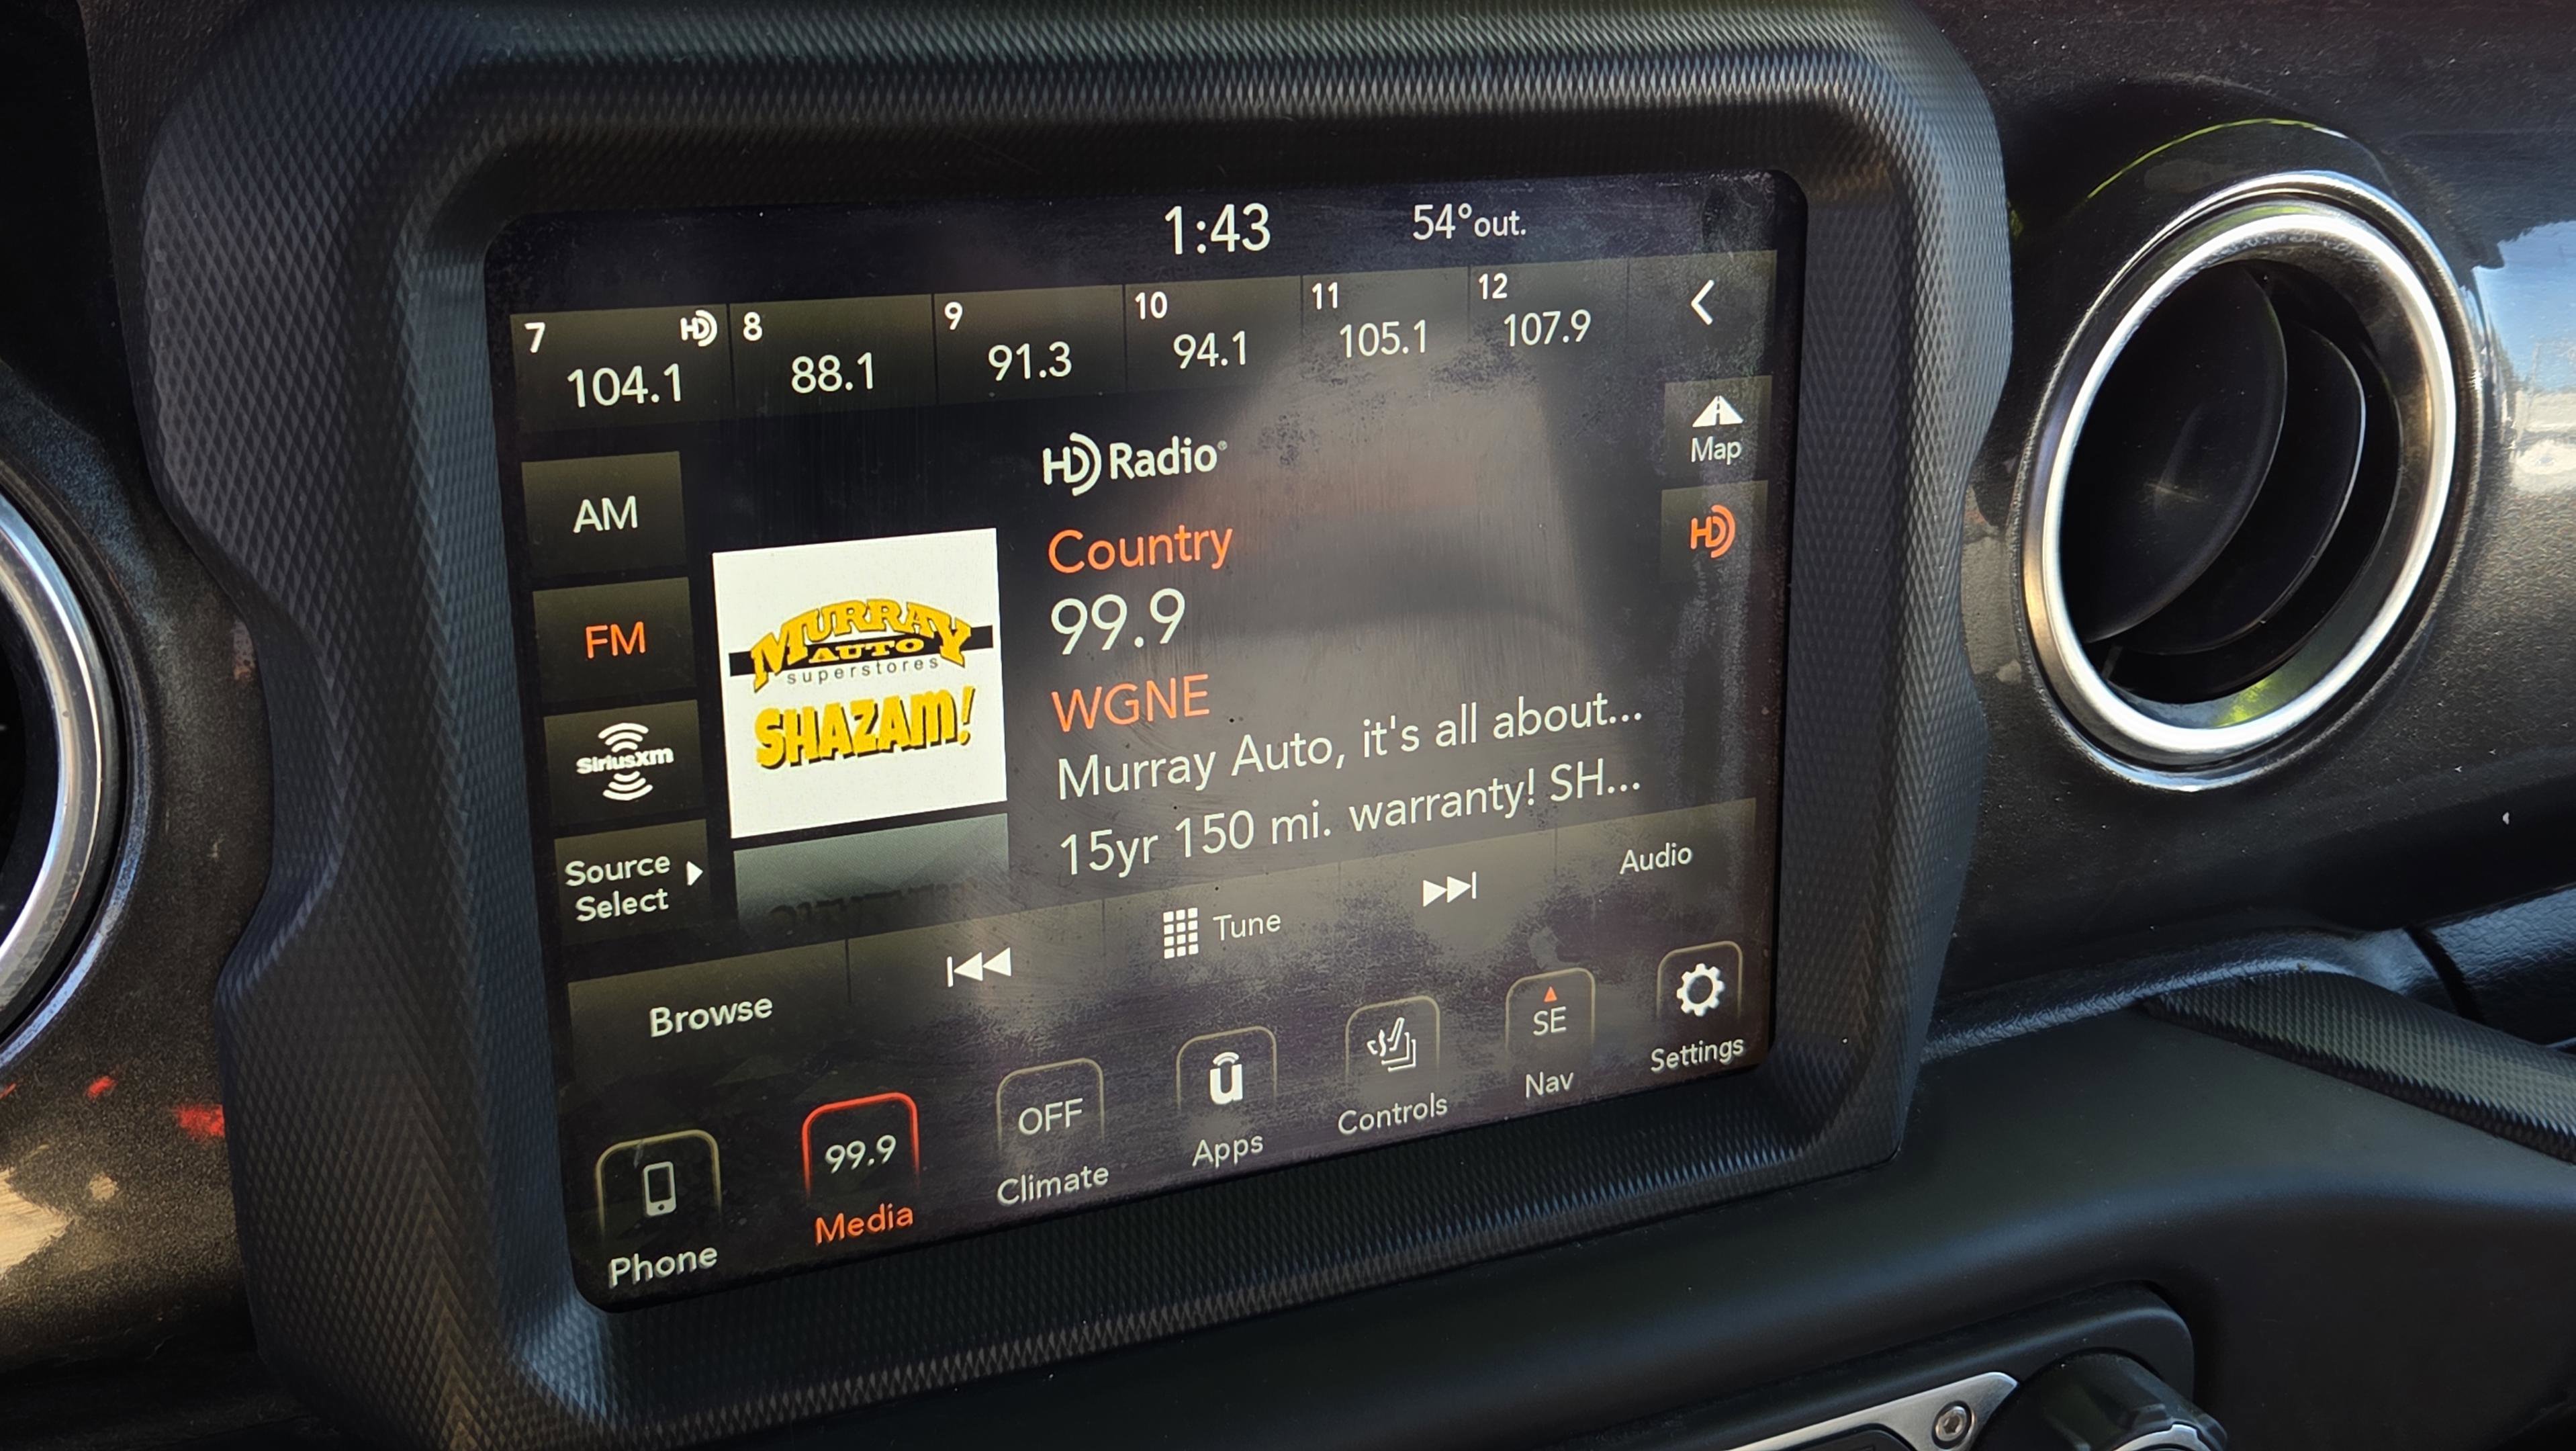 1:43
54°out.
7 HD 8 9 10 11 12
104.1 88.1 91.3 94.1 105.1 107.9
HD Radio®
Map
AM
Country
HD
99.9
FM
MURRAY
AUTO
superstores
SHAZAM!
WGNE
Murray Auto, it's all about...
15yr 150 mi. warranty! SH...
SiriusXM
Source
Select
Audio
Tune
Browse
Phone
99.9
Media
OFF
Climate
u
Apps
Controls
SE
Nav
Settings